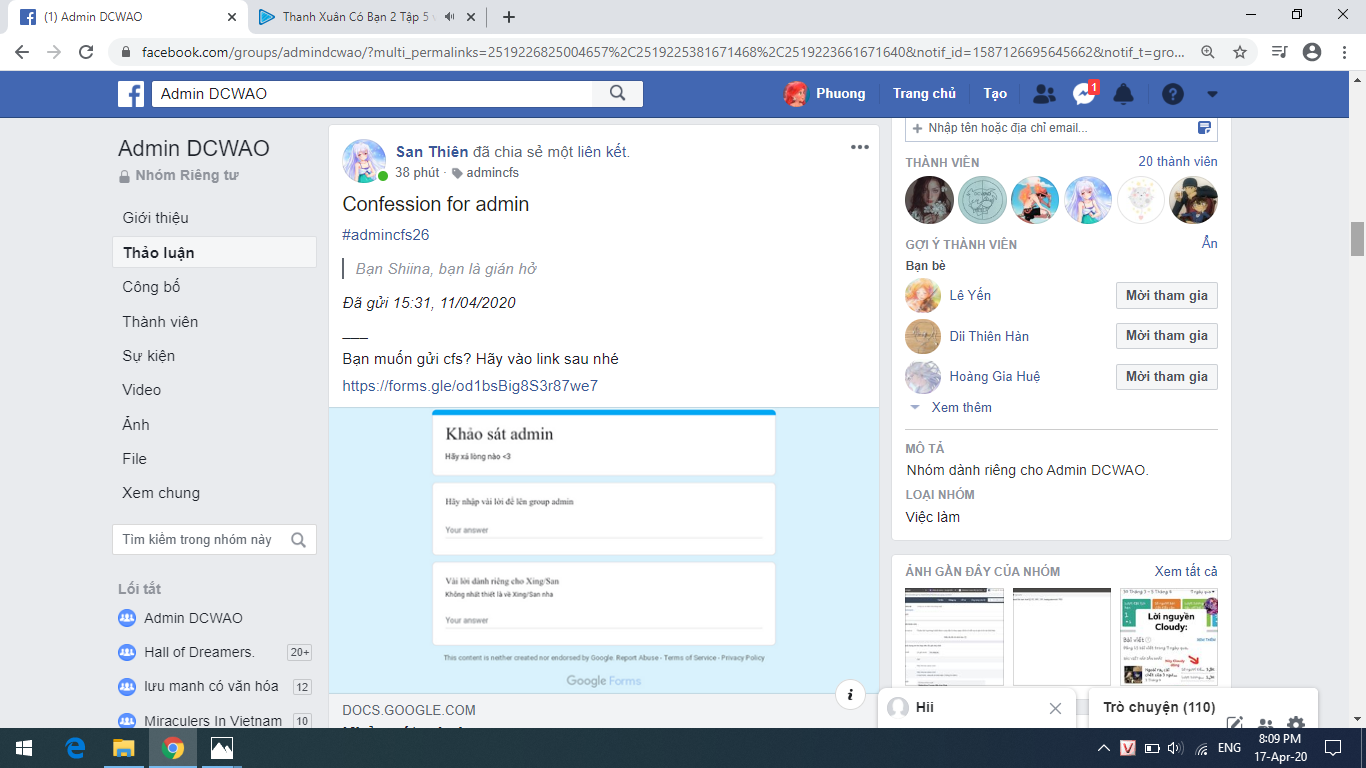 (1) Admin DCWAO
Thanh Xuân Có Bạn 2 Tập 5
facebook.com/groups/admindcwao/?multi_permalinks=2519226825004657%2C2519225381671468%2C2519223661671640&notif_id=1587126695645662&notif_t=gro...
Admin DCWAO
Phuong
Trang chủ
Tạo
1
Admin DCWAO
Nhóm Riêng tư
Giới thiệu
Thảo luận
Công bố
Thành viên
Sự kiện
Video
Ảnh
File
Xem chung
Tìm kiếm trong nhóm này
Lối tắt
Admin DCWAO
Hall of Dreamers. 20+
lưu manh có văn hóa 12
Miraculers In Vietnam 10
San Thiên đã chia sẻ một liên kết.
38 phút · admincfs
Confession for admin
#admincfs26
Bạn Shiina, bạn là gián hở
Đã gửi 15:31, 11/04/2020
___
Bạn muốn gửi cfs? Hãy vào link sau nhé
https://forms.gle/od1bsBig8S3r87we7
Khảo sát admin
Hãy xả lòng nào <3
Hãy nhập vài lời để lên group admin
Your answer
Vài lời dành riêng cho Xing/San
Không nhất thiết là về Xing/San nha
Your answer
This content is neither created nor endorsed by Google. Report Abuse - Terms of Service - Privacy Policy
Google Forms
DOCS.GOOGLE.COM
+ Nhập tên hoặc địa chỉ email...
THÀNH VIÊN
20 thành viên
GỢI Ý THÀNH VIÊN
Ẩn
Bạn bè
Lê Yến
Mời tham gia
Dii Thiên Hàn
Mời tham gia
Hoàng Gia Huệ
Mời tham gia
Xem thêm
MÔ TẢ
Nhóm dành riêng cho Admin DCWAO.
LOẠI NHÓM
Việc làm
ẢNH GẦN ĐÂY CỦA NHÓM
Xem tất cả
Lời nguyền
Cloudy:
Hii
Trò chuyện (110)
ENG
8:09 PM
17-Apr-20